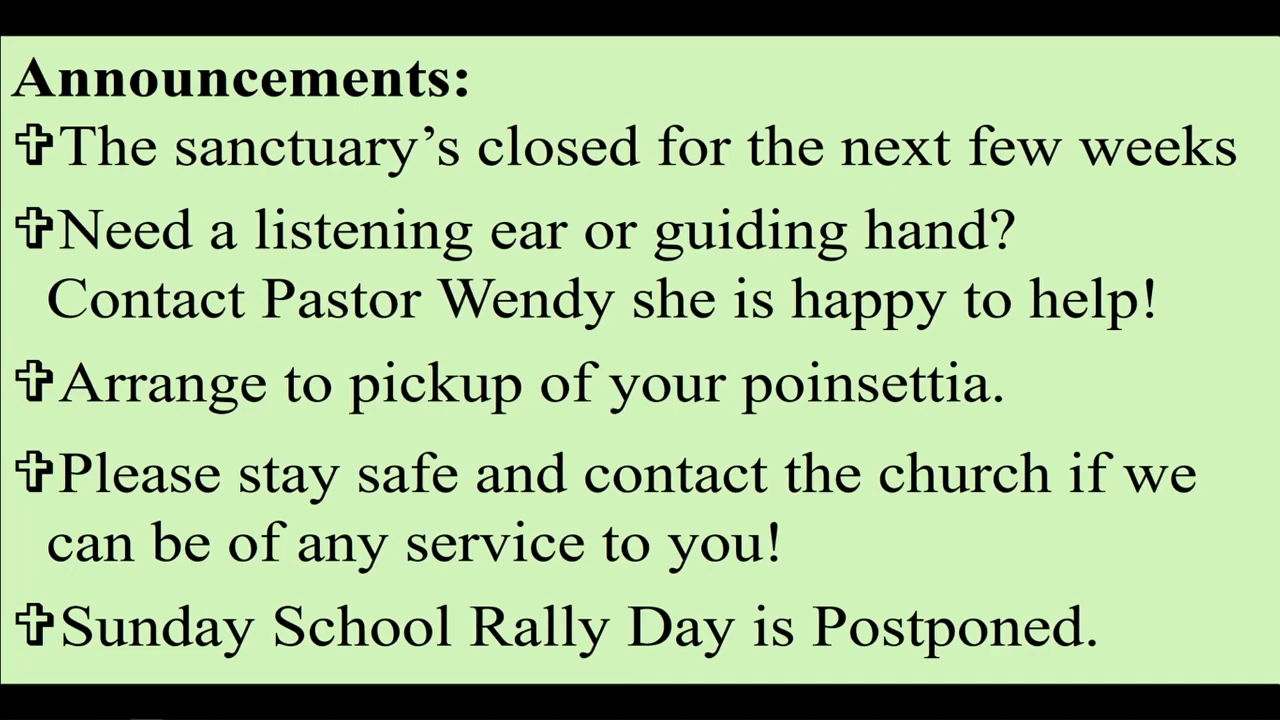 Announcements:
✞The sanctuary’s closed for the next few weeks
✞Need a listening ear or guiding hand?
Contact Pastor Wendy she is happy to help!
✞Arrange to pickup of your poinsettia.
✞Please stay safe and contact the church if we
can be of any service to you!
✞Sunday School Rally Day is Postponed.